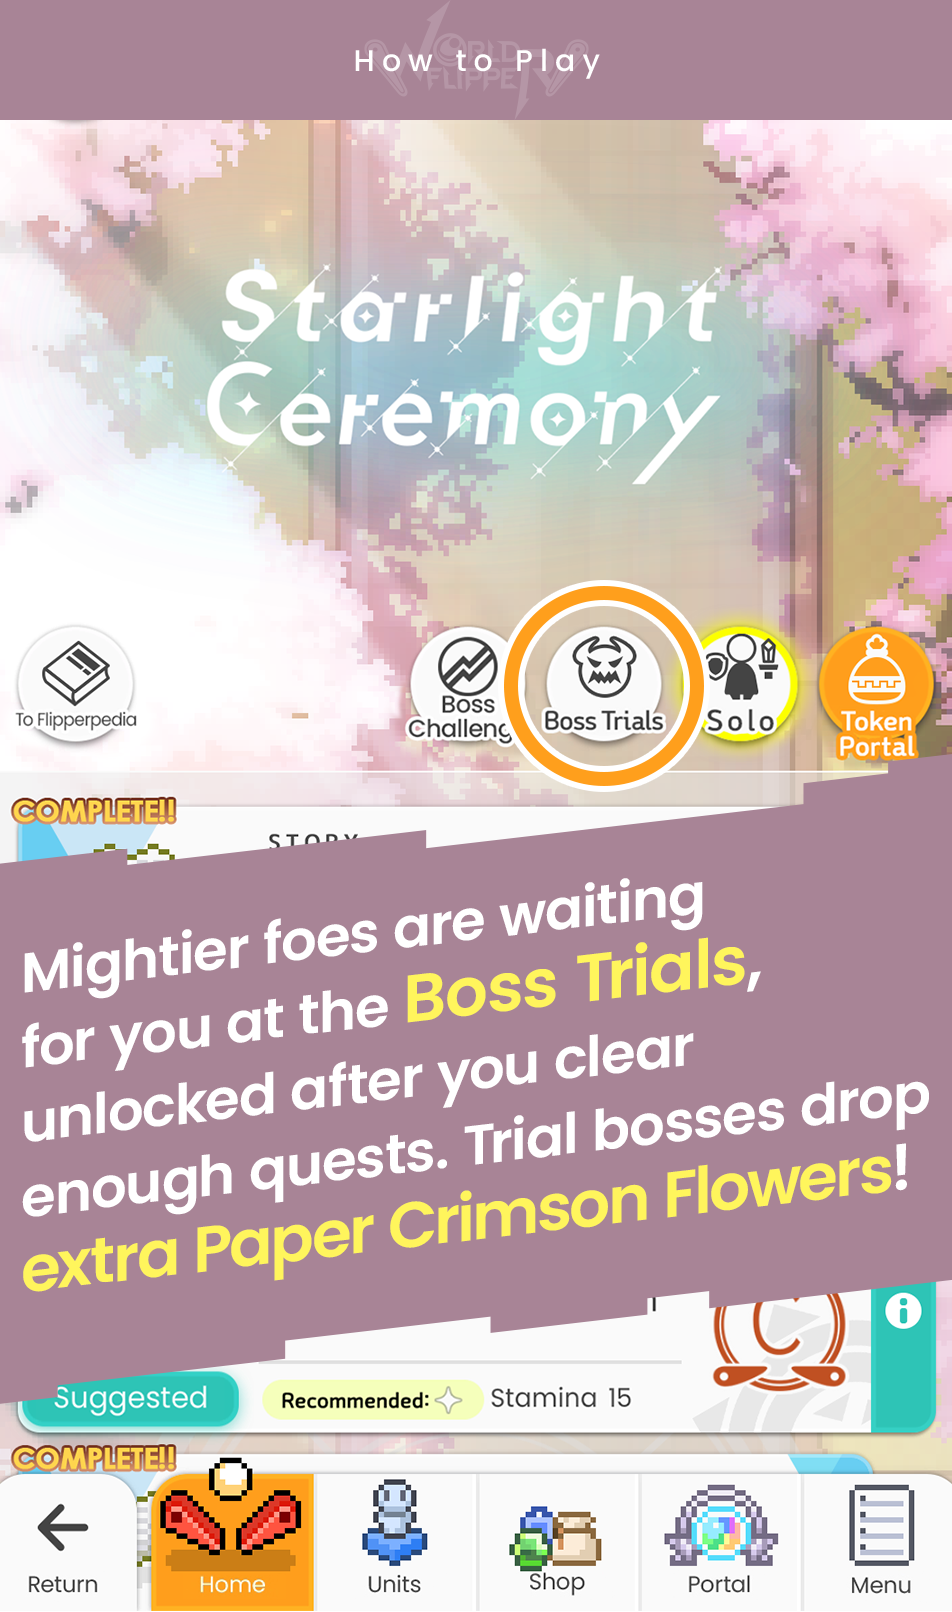 WORLD
FLIPPER
How to Play
Starlight
Ceremony
To Flipperpedia
Boss
Challeng
Boss Trials
Solo
Token
Portal
COMPLETE!!
STORY
Mightier foes are waiting
for you at the Boss Trials,
unlocked after you clear
enough quests. Trial bosses drop
extra Paper Crimson Flowers!
C
Suggested
Recommended:
Stamina 15
COMPLETE!!
Return
Home
Units
Shop
Portal
Menu